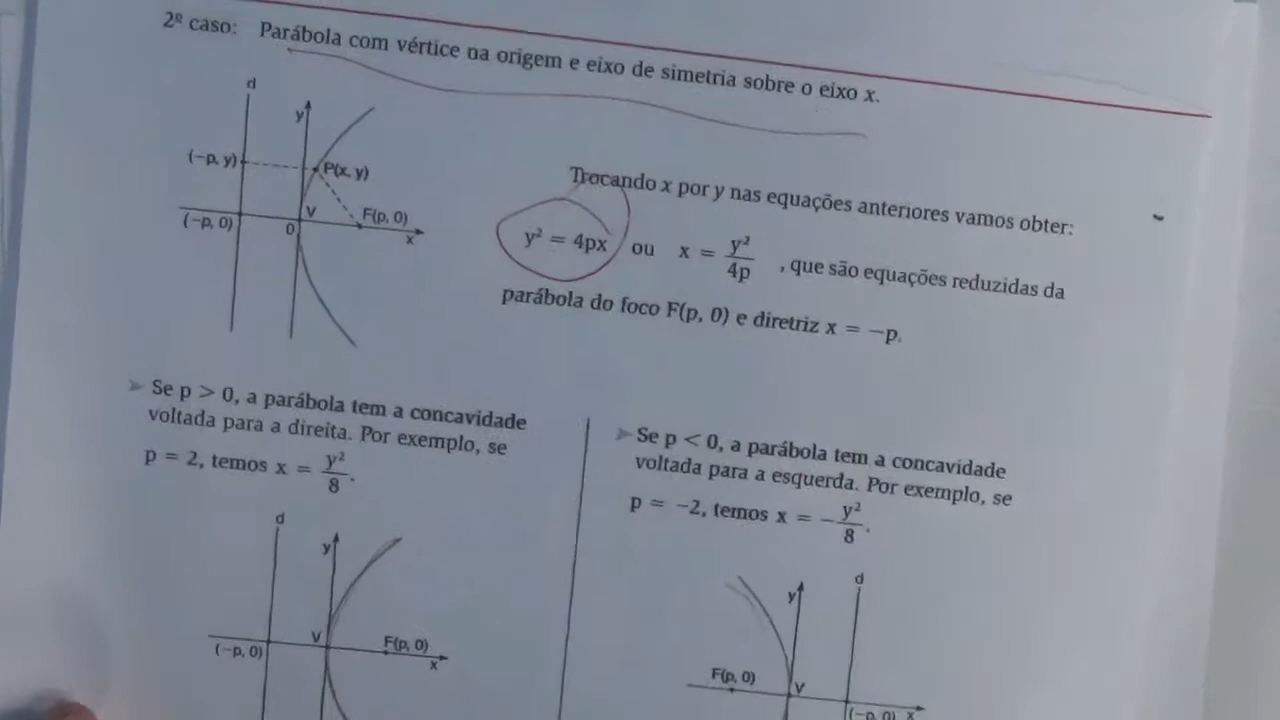 2º caso: Parábola com vértice na origem e eixo de simetria sobre o eixo x.
d
y
(-p, y)
P(x, y)
V
F(p, 0)
(-p, 0)
0
x
Trocando x por y nas equações anteriores vamos obter:
y² = 4px ou x = y²/4p , que são equações reduzidas da
parábola do foco F(p, 0) e diretriz x = -p.
Se p > 0, a parábola tem a concavidade
voltada para a direita. Por exemplo, se
p = 2, temos x = y²/8.
d
y
V
F(p, 0)
(-p, 0)
x
Se p < 0, a parábola tem a concavidade
voltada para a esquerda. Por exemplo, se
p = -2, temos x = -y²/8.
d
y
F(p, 0)
V
(-p, 0)
x